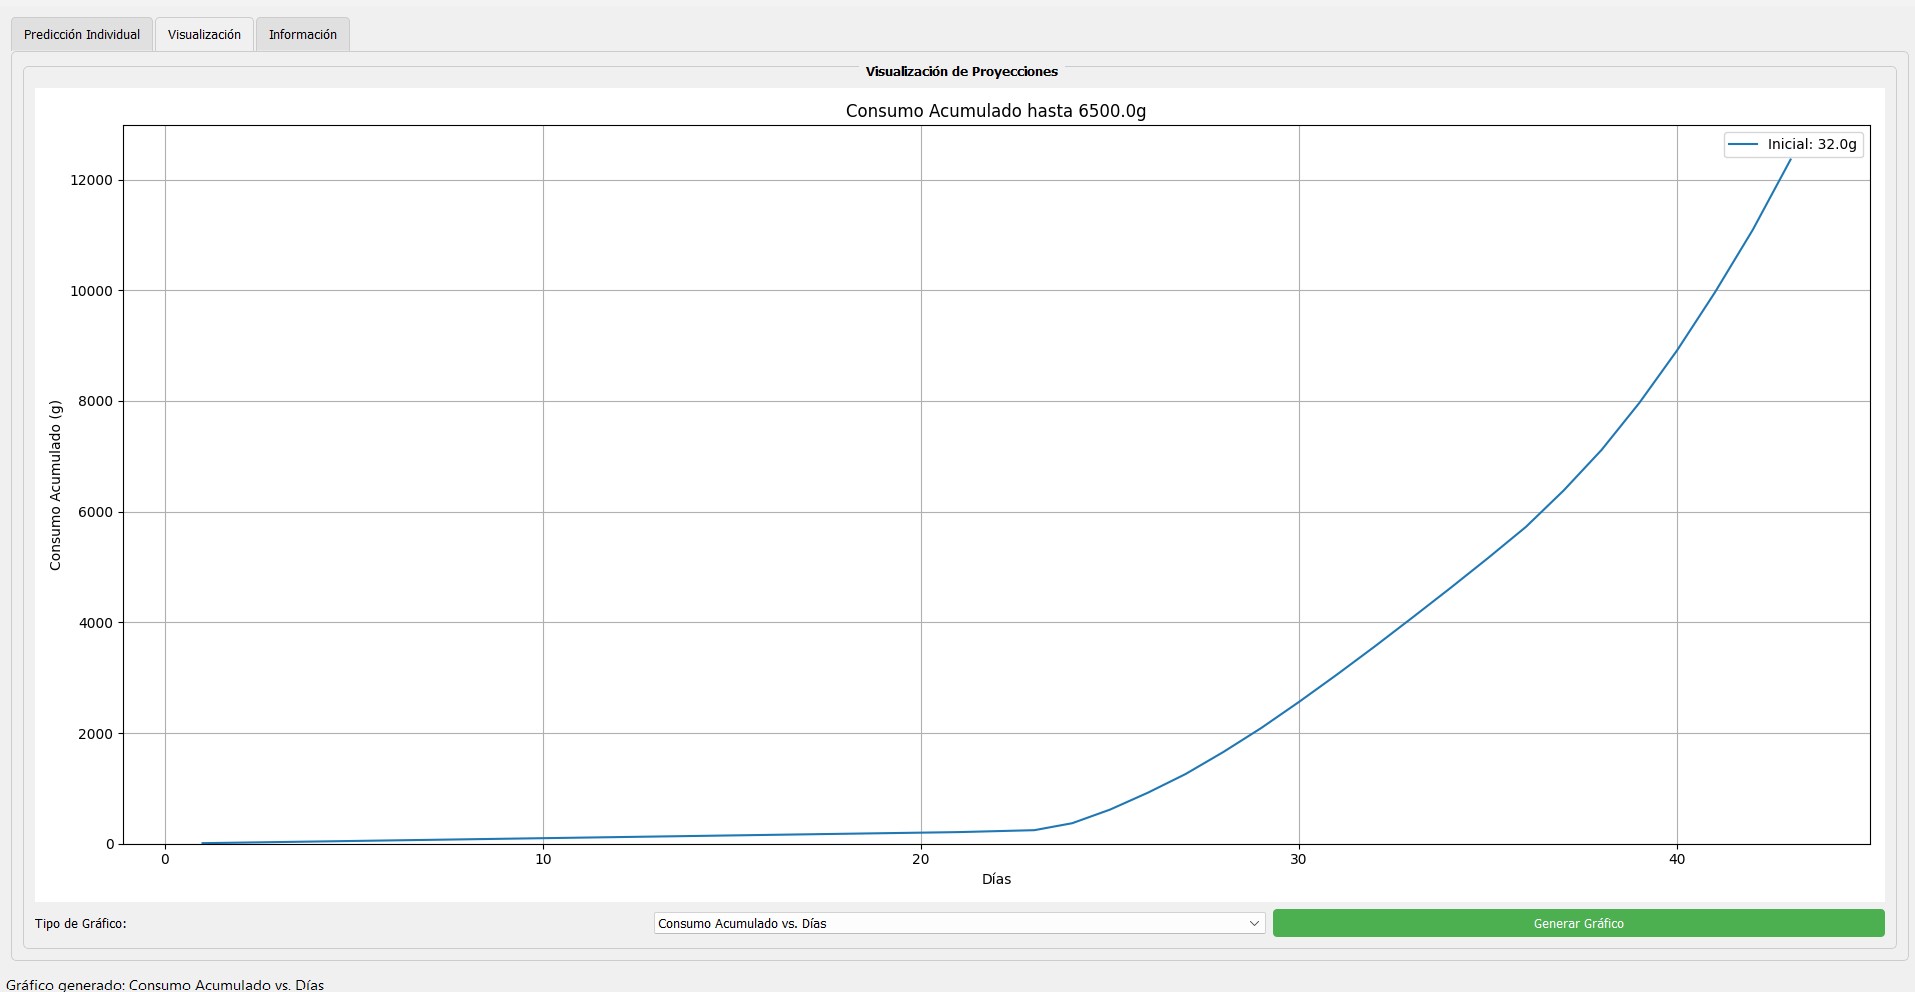 Predicción Individual Visualización Información
Visualización de Proyecciones
Consumo Acumulado hasta 6500.0g
Inicial: 32.0g
12000
10000
8000
6000
4000
2000
0
Consumo Acumulado (g)
0 10 20 30 40
Días
Tipo de Gráfico: Consumo Acumulado vs. Días Generar Gráfico
Gráfico generado: Consumo Acumulado vs. Días